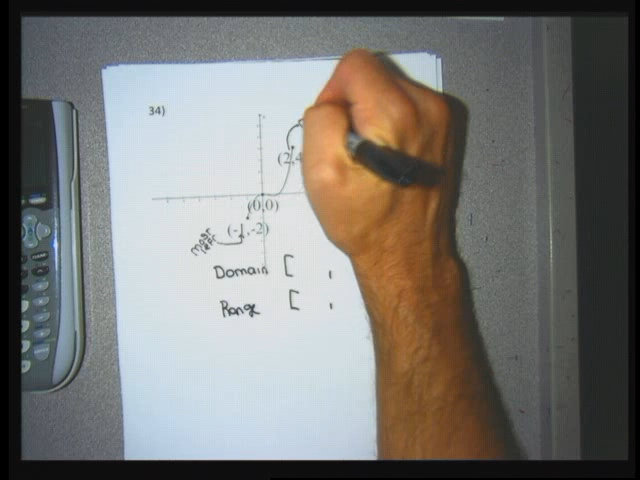 34)
(2,4
(0,0)
(-1,-2)
Domain [ ,
Range [ ,